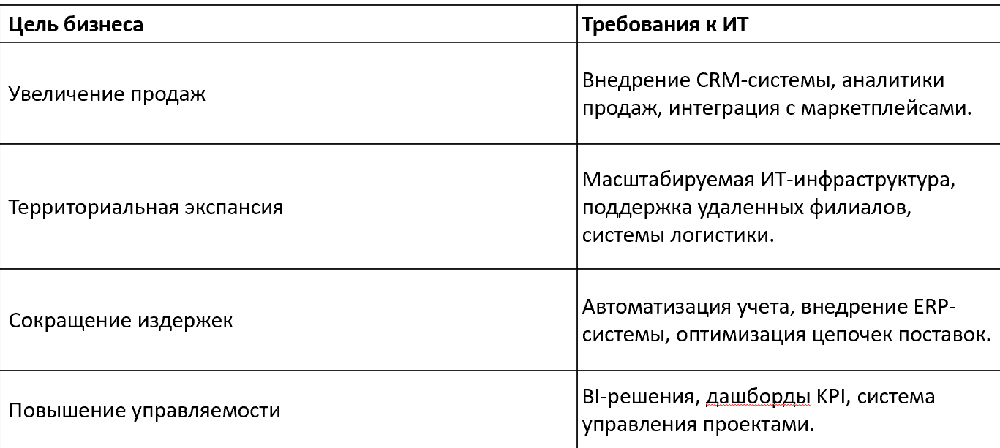 Цель бизнеса
Требования к ИТ
Увеличение продаж
Внедрение CRM-системы, аналитики
продаж, интеграция с маркетплейсами.
Территориальная экспансия
Масштабируемая ИТ-инфраструктура,
поддержка удаленных филиалов,
системы логистики.
Сокращение издержек
Автоматизация учета, внедрение ERP-
системы, оптимизация цепочек поставок.
Повышение управляемости
BI-решения, дашборды KPI, система
управления проектами.